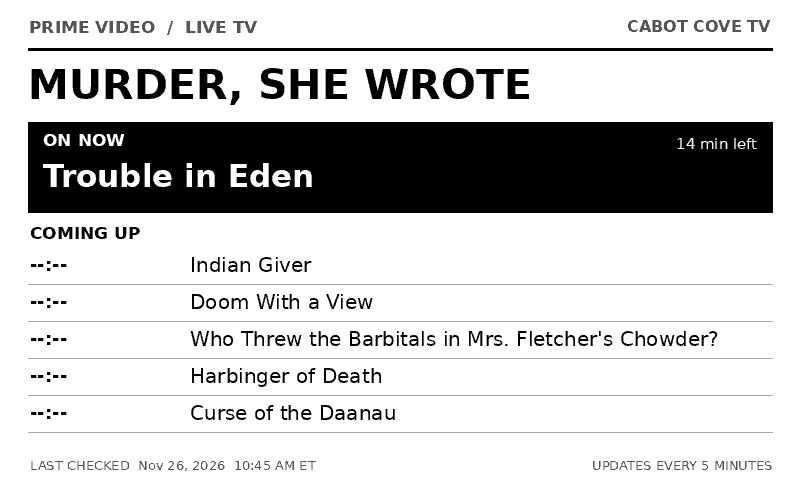 PRIME VIDEO / LIVE TV
CABOT COVE TV
MURDER, SHE WROTE
ON NOW
14 min left
Trouble in Eden
COMING UP
--:-- Indian Giver
--:-- Doom With a View
--:-- Who Threw the Barbitals in Mrs. Fletcher's Chowder?
--:-- Harbinger of Death
--:-- Curse of the Daanau
LAST CHECKED Nov 26, 2026 10:45 AM ET
UPDATES EVERY 5 MINUTES